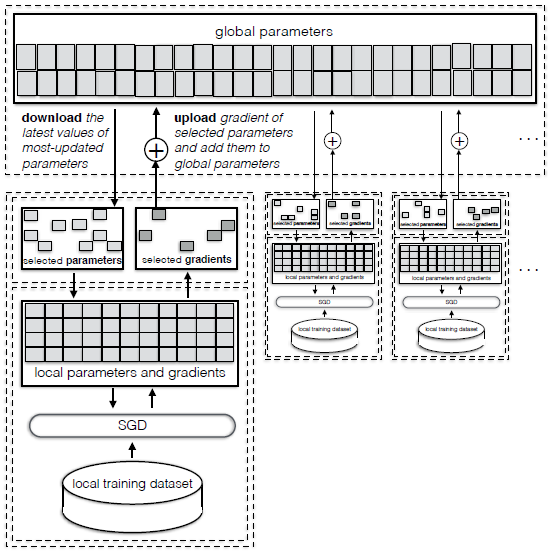 global parameters
download the
latest values of
most-updated
parameters
upload gradient of
selected parameters
and add them to
global parameters
+
+
+
. . .
selected parameters
selected gradients
selected parameters
selected gradients
selected parameters
selected gradients
local parameters and gradients
local parameters and gradients
local parameters and gradients
. . .
SGD
SGD
SGD
local training dataset
local training dataset
local training dataset